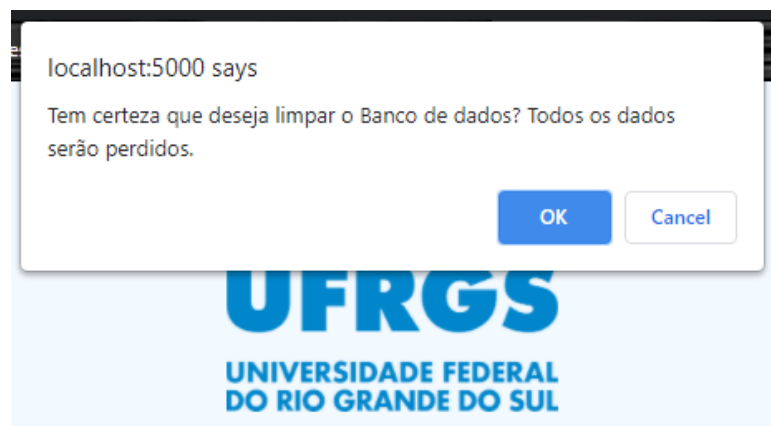 localhost:5000 says
Tem certeza que deseja limpar o Banco de dados? Todos os dados
serão perdidos.
OK Cancel
UFRGS
UNIVERSIDADE FEDERAL
DO RIO GRANDE DO SUL